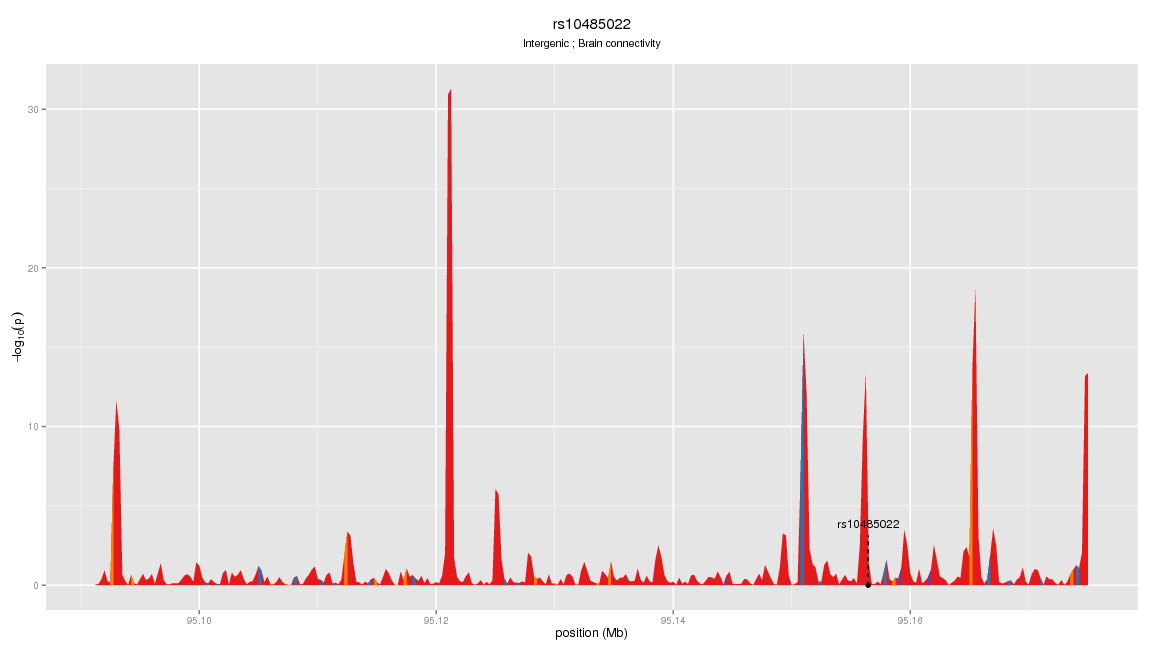 rs10485022
Intergenic ; Brain connectivity
30
20
10
0
−log10(p)
rs10485022
95.10
95.12
95.14
95.16
position (Mb)